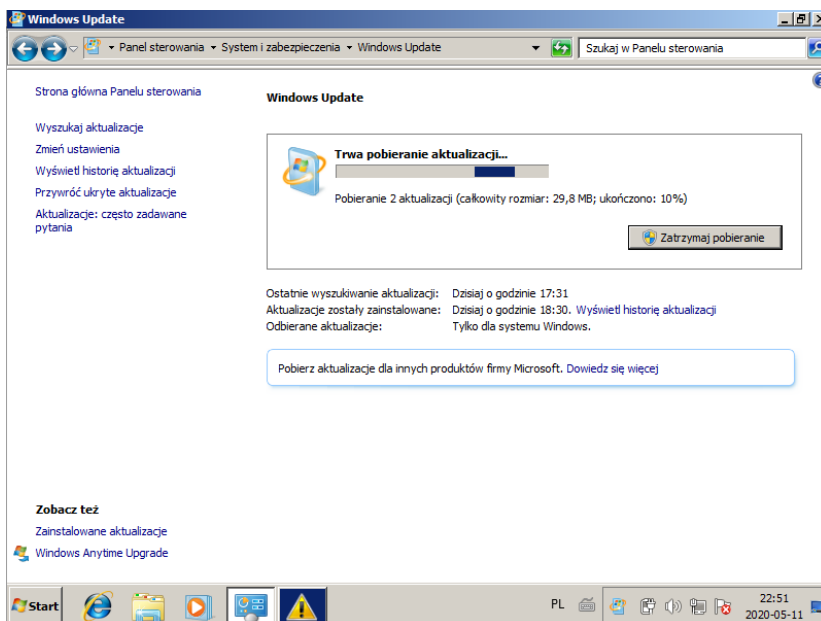 Windows Update
Panel sterowania System i zabezpieczenia Windows Update
Szukaj w Panelu sterowania
Strona główna Panelu sterowania
Wyszukaj aktualizacje
Zmień ustawienia
Wyświetl historię aktualizacji
Przywróć ukryte aktualizacje
Aktualizacje: często zadawane
pytania
Windows Update
Trwa pobieranie aktualizacji...
Pobieranie 2 aktualizacji (całkowity rozmiar: 29,8 MB; ukończono: 10%)
Zatrzymaj pobieranie
Ostatnie wyszukiwanie aktualizacji: Dzisiaj o godzinie 17:31
Aktualizacje zostały zainstalowane: Dzisiaj o godzinie 18:30. Wyświetl historię aktualizacji
Odbierane aktualizacje: Tylko dla systemu Windows.
Pobierz aktualizacje dla innych produktów firmy Microsoft. Dowiedz się więcej
Zobacz też
Zainstalowane aktualizacje
Windows Anytime Upgrade
Start
PL
22:51
2020-05-11